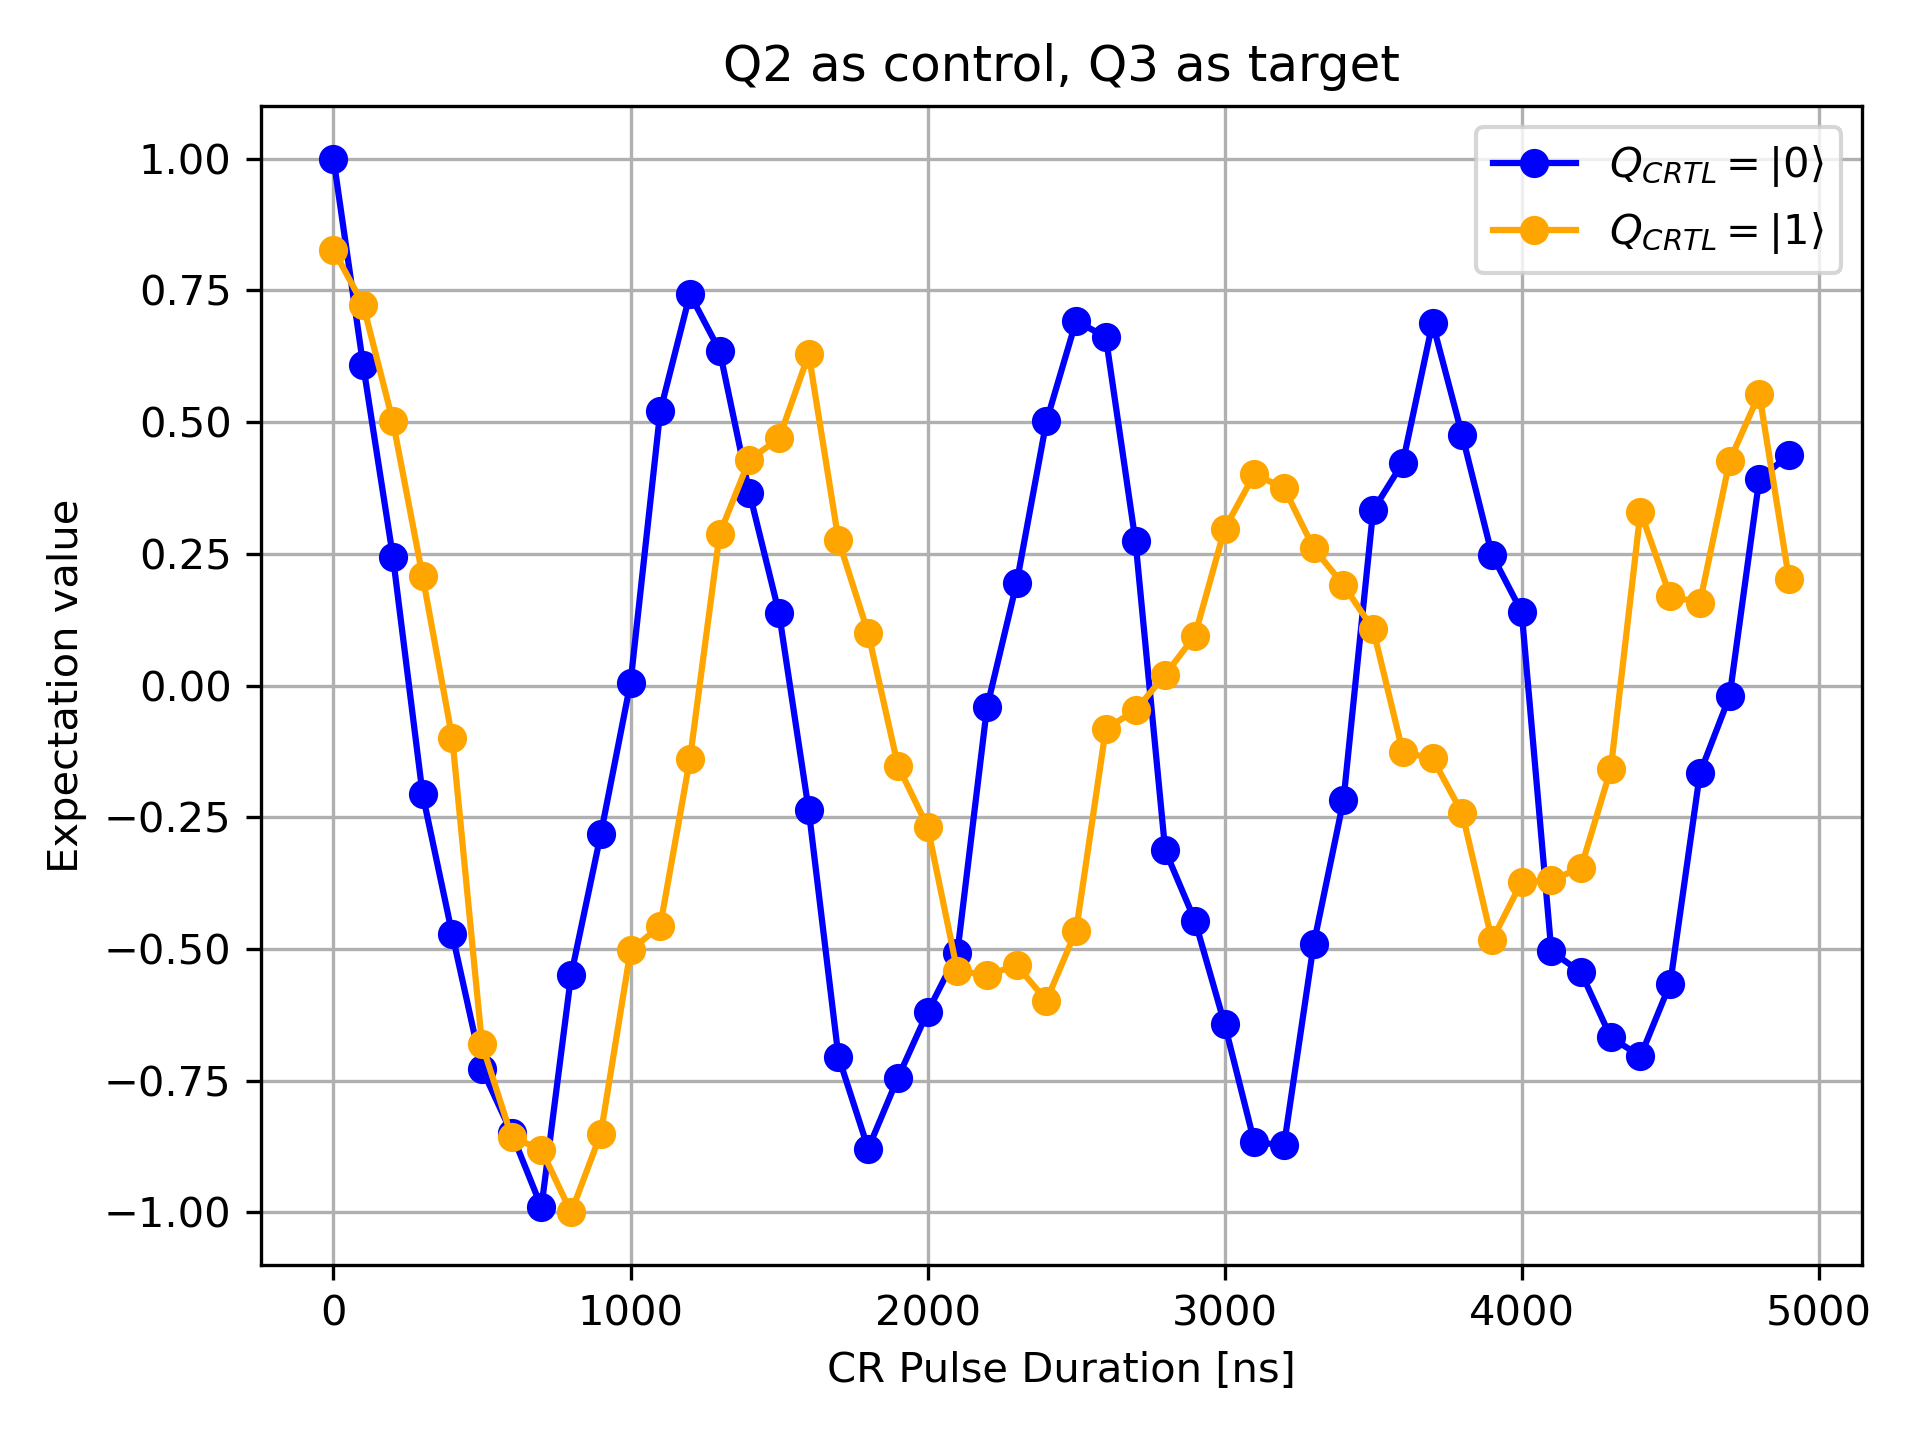 Q2 as control, Q3 as target
Q_CRTL = |0⟩
Q_CRTL = |1⟩
1.00
0.75
0.50
0.25
0.00
−0.25
−0.50
−0.75
−1.00
Expectation value
0 1000 2000 3000 4000 5000
CR Pulse Duration [ns]